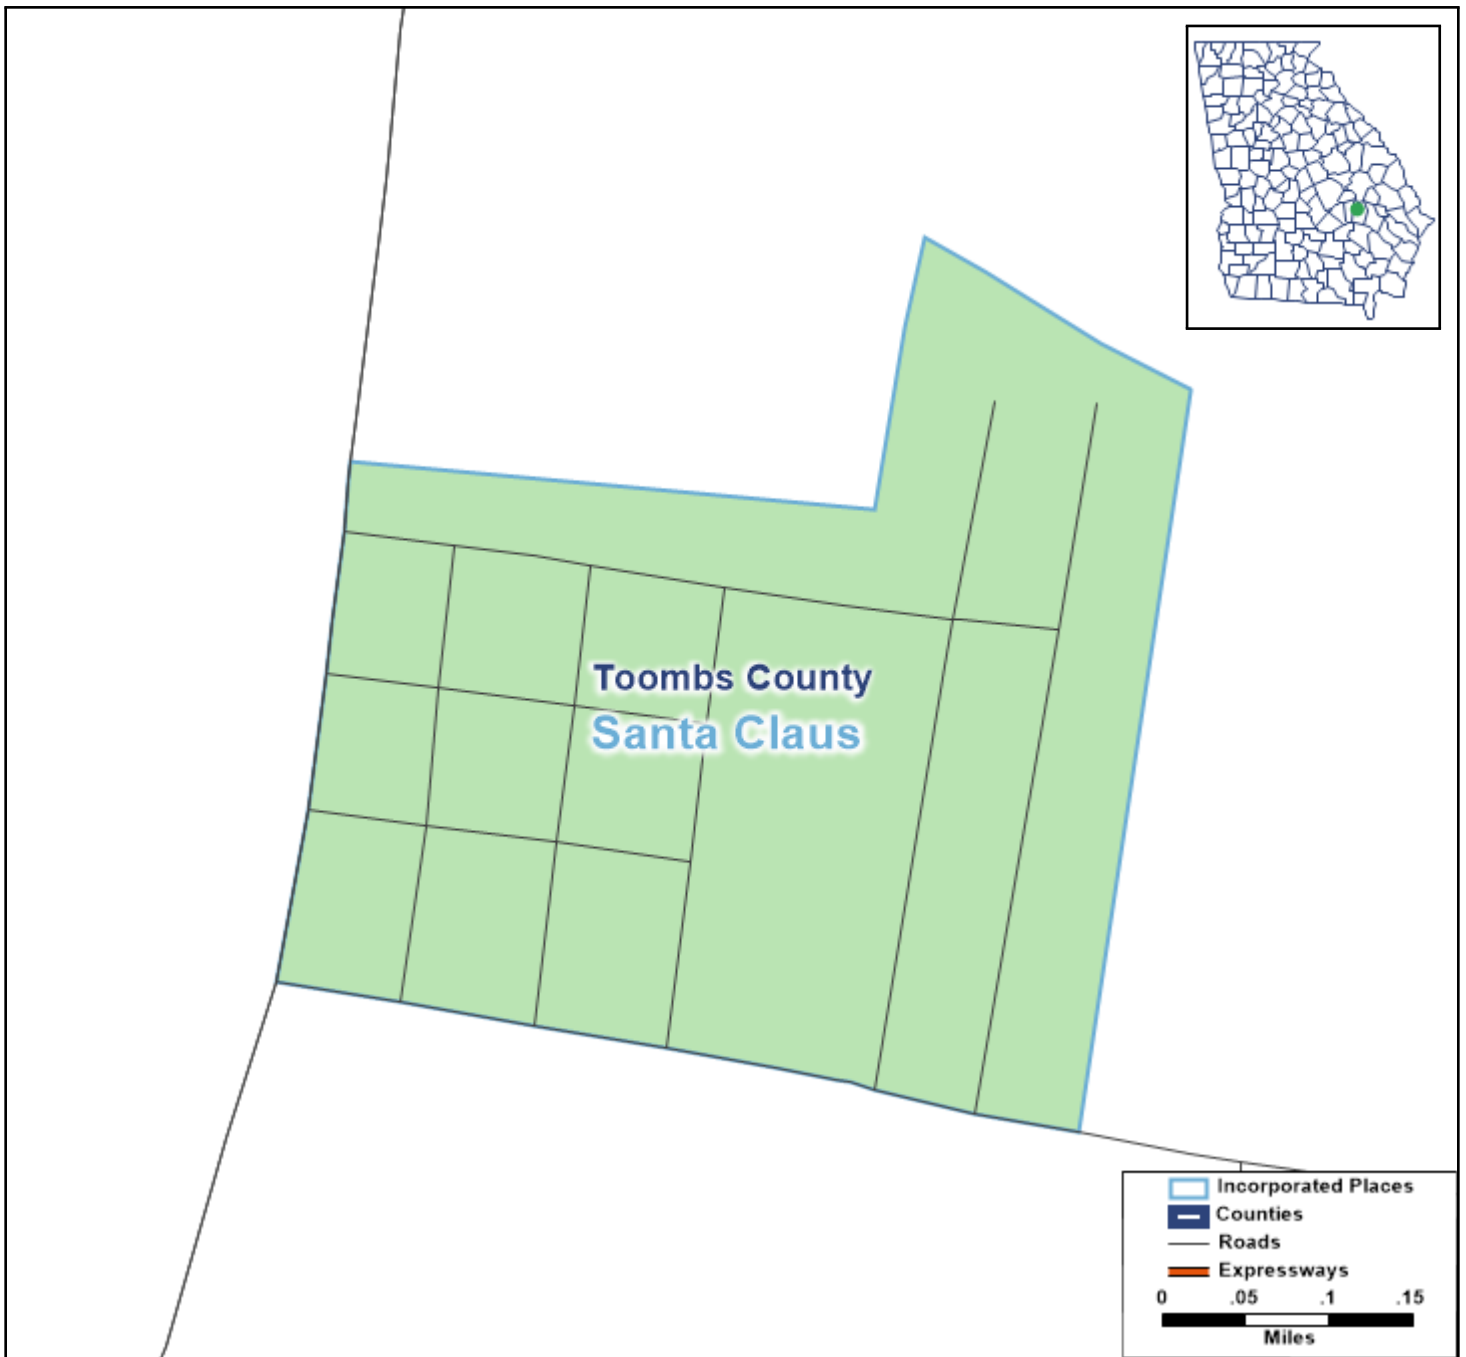 Toombs County
Santa Claus
Incorporated Places
Counties
Roads
Expressways
0 .05 .1 .15
Miles